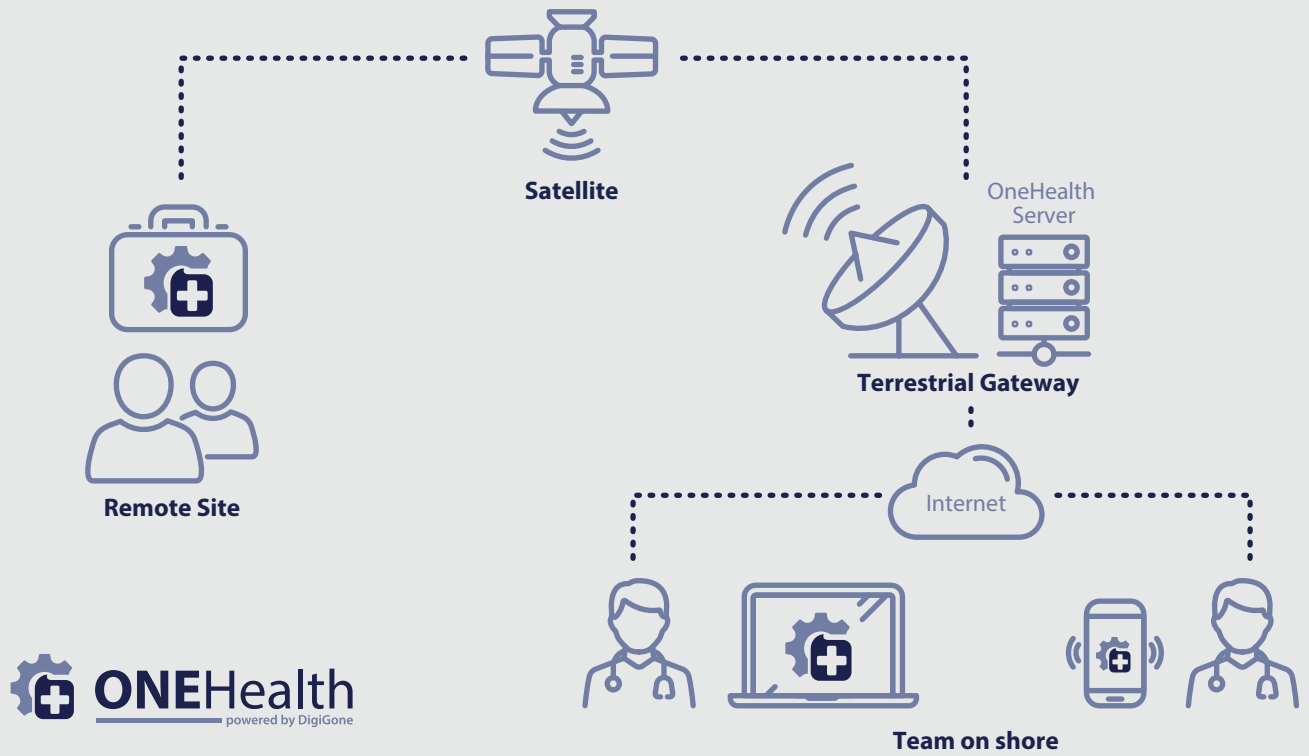 Satellite
OneHealth
Server
Terrestrial Gateway
Remote Site
Internet
ONEHealth
powered by DigiGone
Team on shore